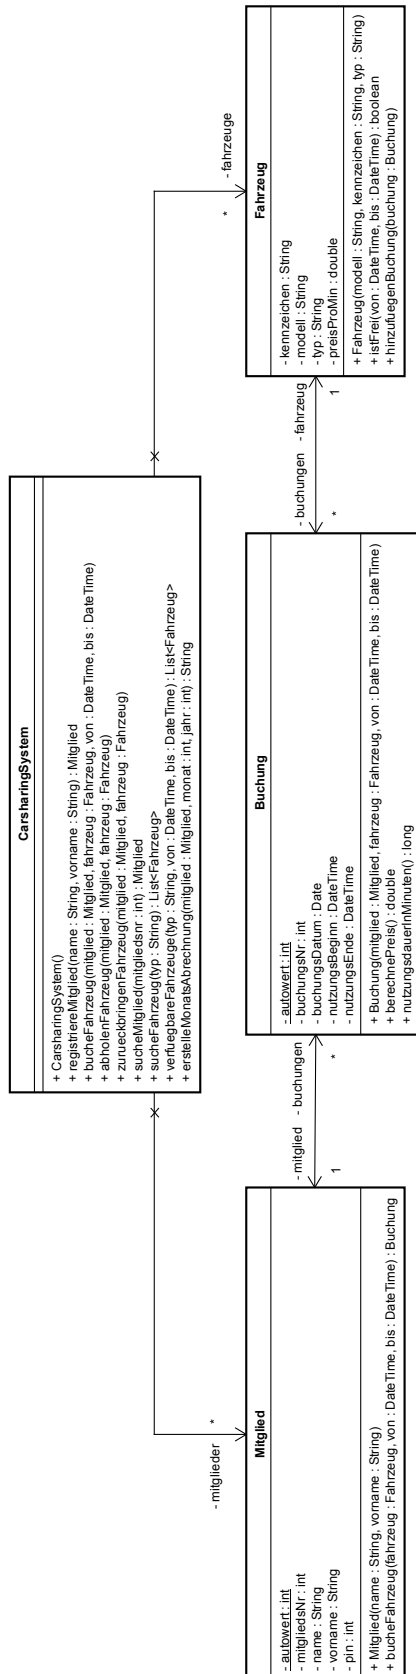 CarsharingSystem
+ CarsharingSystem()
+ registriereMitglied(name : String, vorname : String) : Mitglied
+ bucheFahrzeug(mitglied : Mitglied, fahrzeug : Fahrzeug, von : DateTime, bis : DateTime)
+ abholenFahrzeug(mitglied : Mitglied, fahrzeug : Fahrzeug)
+ zurueckbringenFahrzeug(mitglied : Mitglied, fahrzeug : Fahrzeug)
+ sucheMitglied(mitgliedsnr : int) : Mitglied
+ sucheFahrzeug(typ : String) : List<Fahrzeug>
+ verfuegbareFahrzeuge(typ : String, von : DateTime, bis : DateTime) : List<Fahrzeug>
+ erstelleMonatsAbrechnung(mitglied : Mitglied, monat : int, jahr : int) : String
- mitglieder
*
- fahrzeuge
*
Mitglied
- autowert : int
- mitgliedsNr : int
- name : String
- vorname : String
- pin : int
+ Mitglied(name : String, vorname : String)
+ bucheFahrzeug(fahrzeug : Fahrzeug, von : DateTime, bis : DateTime) : Buchung
- mitglied
- buchungen
1
*
Buchung
- autowert : int
- buchungsNr : int
- buchungsDatum : Date
- nutzungsBeginn : DateTime
- nutzungsEnde : DateTime
+ Buchung(mitglied : Mitglied, fahrzeug : Fahrzeug, von : DateTime, bis : DateTime)
+ berechnePreis() : double
+ nutzungsdauerInMinuten() : long
- buchungen
- fahrzeug
*
1
Fahrzeug
- kennzeichen : String
- modell : String
- typ : String
- preisProMin : double
+ Fahrzeug(modell : String, kennzeichen : String, typ : String)
+ istFrei(von : DateTime, bis : DateTime) : boolean
+ hinzufuegenBuchung(buchung : Buchung)